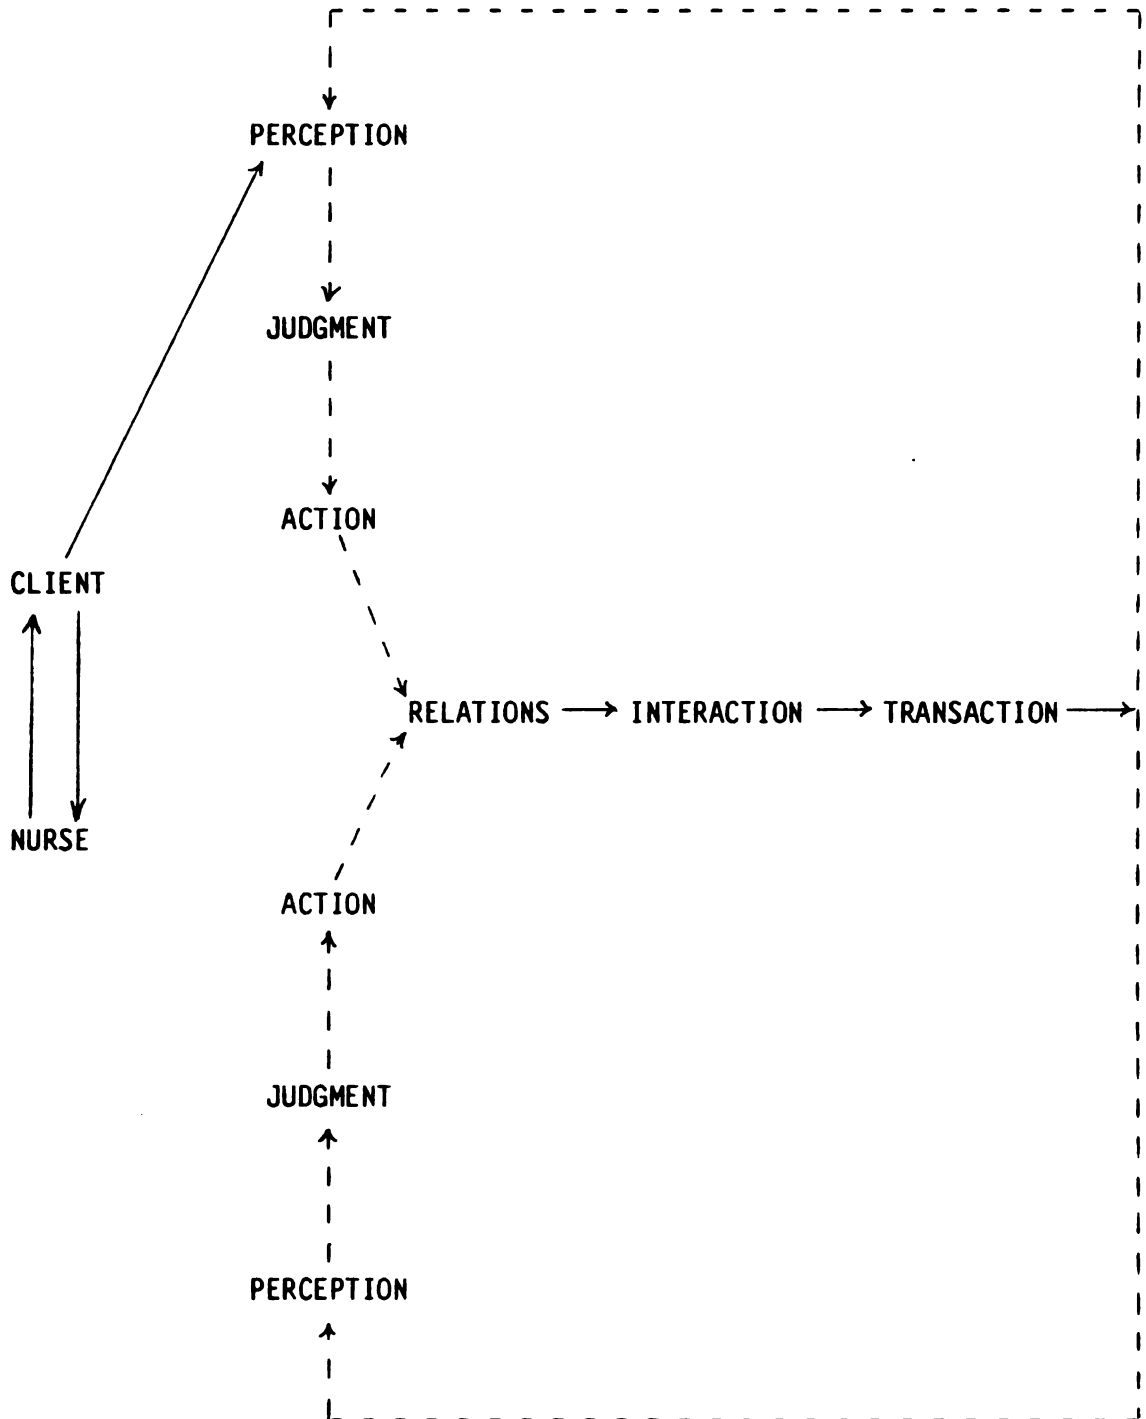 PERCEPTION
JUDGMENT
ACTION
CLIENT
RELATIONS INTERACTION TRANSACTION
NURSE
ACTION
JUDGMENT
PERCEPTION